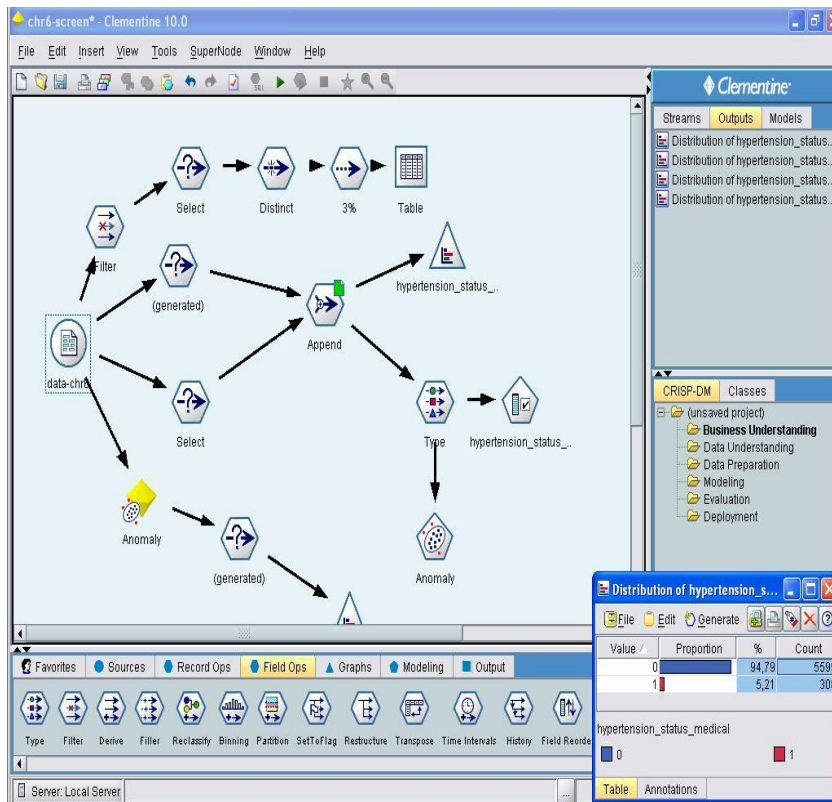 chr6-screen* - Clementine 10.0
File Edit Insert View Tools SuperNode Window Help
Clementine
Streams Outputs Models
Distribution of hypertension_status...
Distribution of hypertension_status...
Distribution of hypertension_status...
Distribution of hypertension_status...
Select Distinct 3% Table
Filter
(generated)
hypertension_status_...
Append
data-chr6
Select
Type
hypertension_status_...
Anomaly
(generated)
Anomaly
CRISP-DM Classes
(unsaved project)
Business Understanding
Data Understanding
Data Preparation
Modeling
Evaluation
Deployment
Favorites Sources Record Ops Field Ops Graphs Modeling Output
Type Filter Derive Filler Reclassify Binning Partition SetToFlag Restructure Transpose Time Intervals History Field Reorde
Server: Local Server
...
Distribution of hypertension_s...
File Edit Generate
Value Proportion % Count
0 94,79
1 5,21
hypertension_status_medical
0 1
Table Annotations